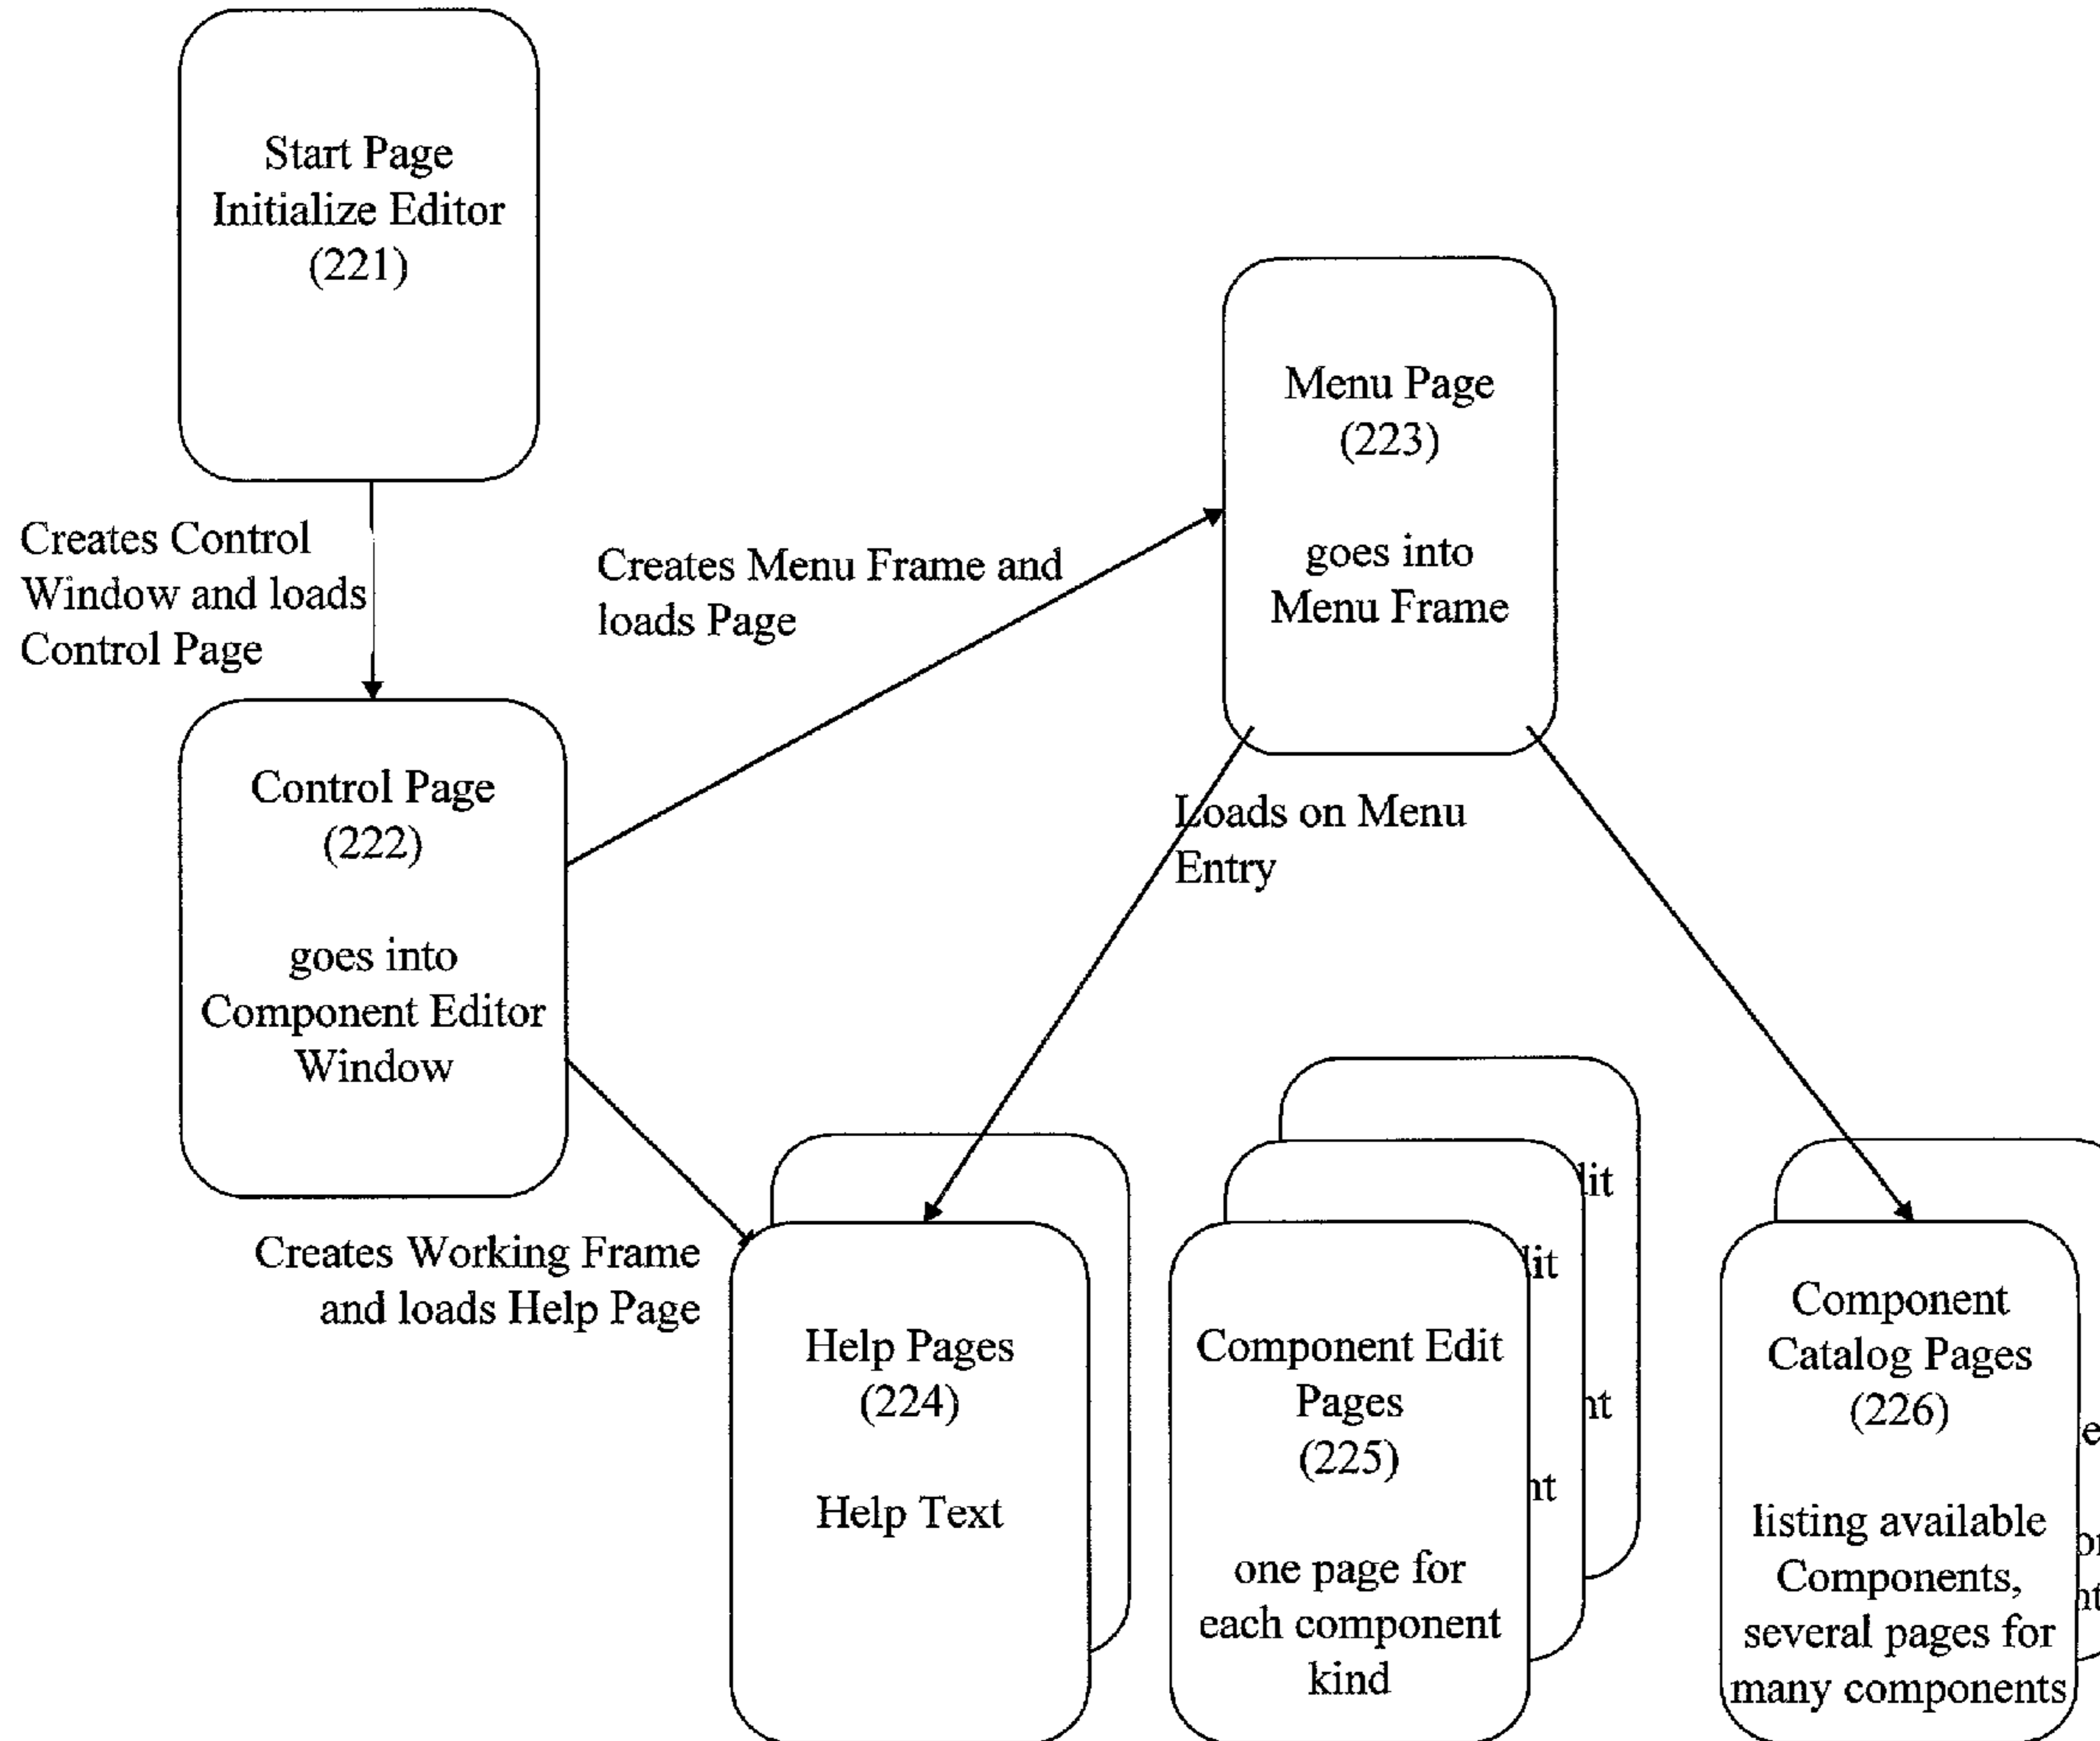 Start Page
Initialize Editor
(221)
Creates Control
Window and loads
Control Page
Creates Menu Frame and
loads Page
Menu Page
(223)
goes into
Menu Frame
Control Page
(222)
goes into
Component Editor
Window
Loads on Menu
Entry
Creates Working Frame
and loads Help Page
Help Pages
(224)
Help Text
Component Edit
Pages
(225)
one page for
each component
kind
Component
Catalog Pages
(226)
listing available
Components,
several pages for
many components